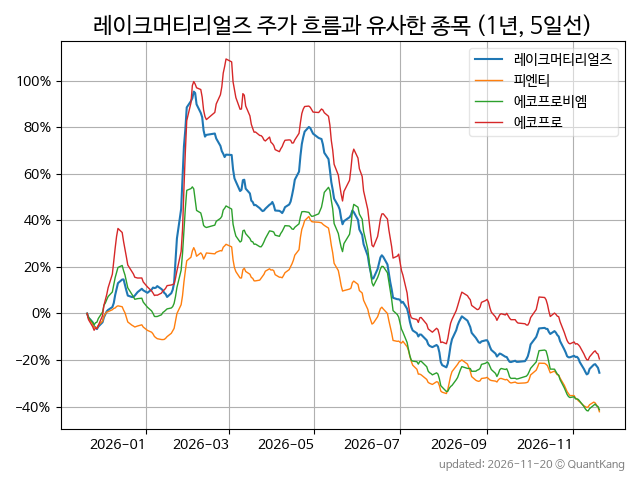 레이크머티리얼즈 주가 흐름과 유사한 종목 (1년, 5일선)
레이크머티리얼즈
피엔티
에코프로비엠
에코프로
100%
80%
60%
40%
20%
0%
−20%
−40%
2026-01 2026-03 2026-05 2026-07 2026-09 2026-11
updated: 2026-11-20 © QuantKang